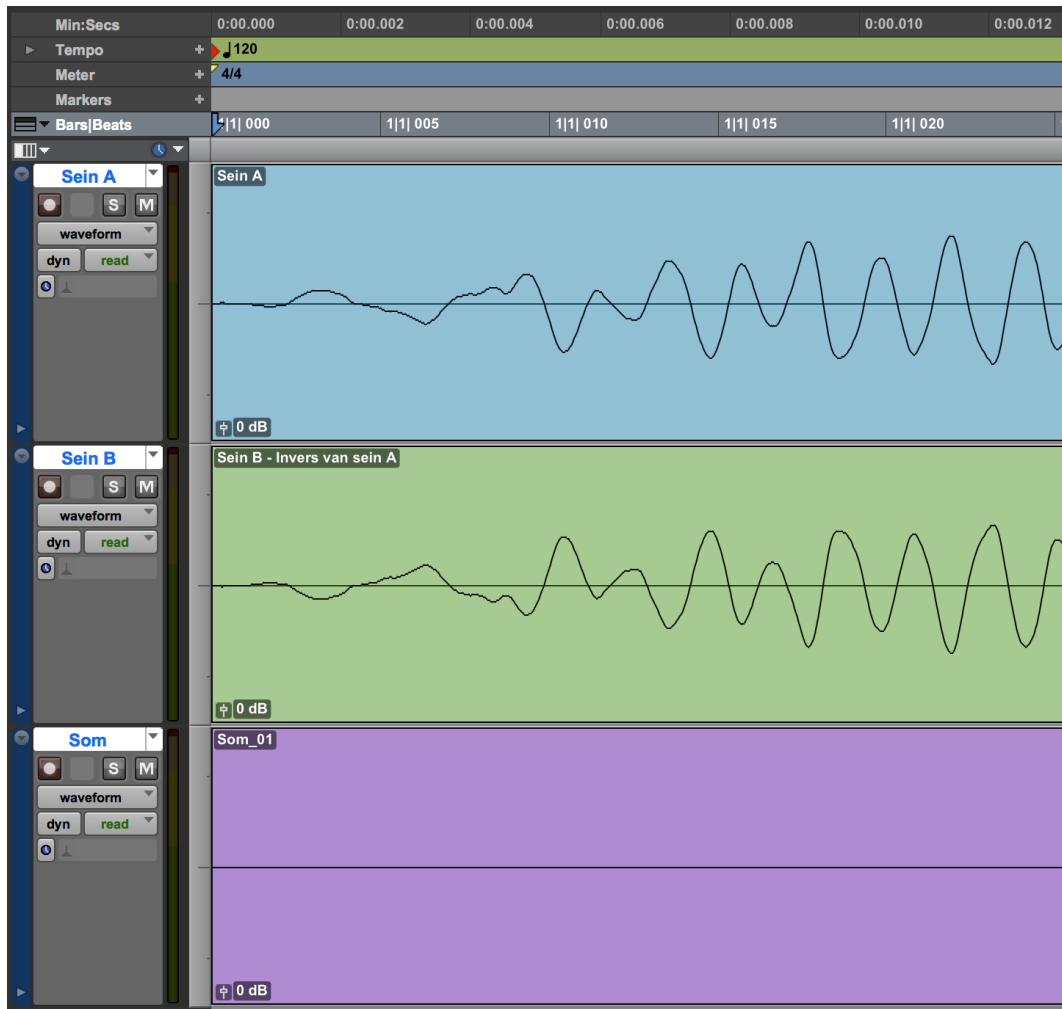 Min:Secs 0:00.000 0:00.002 0:00.004 0:00.006 0:00.008 0:00.010 0:00.012
Tempo + 120
Meter + 4/4
Markers +
Bars|Beats 1|1| 000 1|1| 005 1|1| 010 1|1| 015 1|1| 020
Sein A
S M
waveform
dyn read
Sein A
0 dB
Sein B
S M
waveform
dyn read
Sein B - Invers van sein A
0 dB
Som
S M
waveform
dyn read
Som_01
0 dB